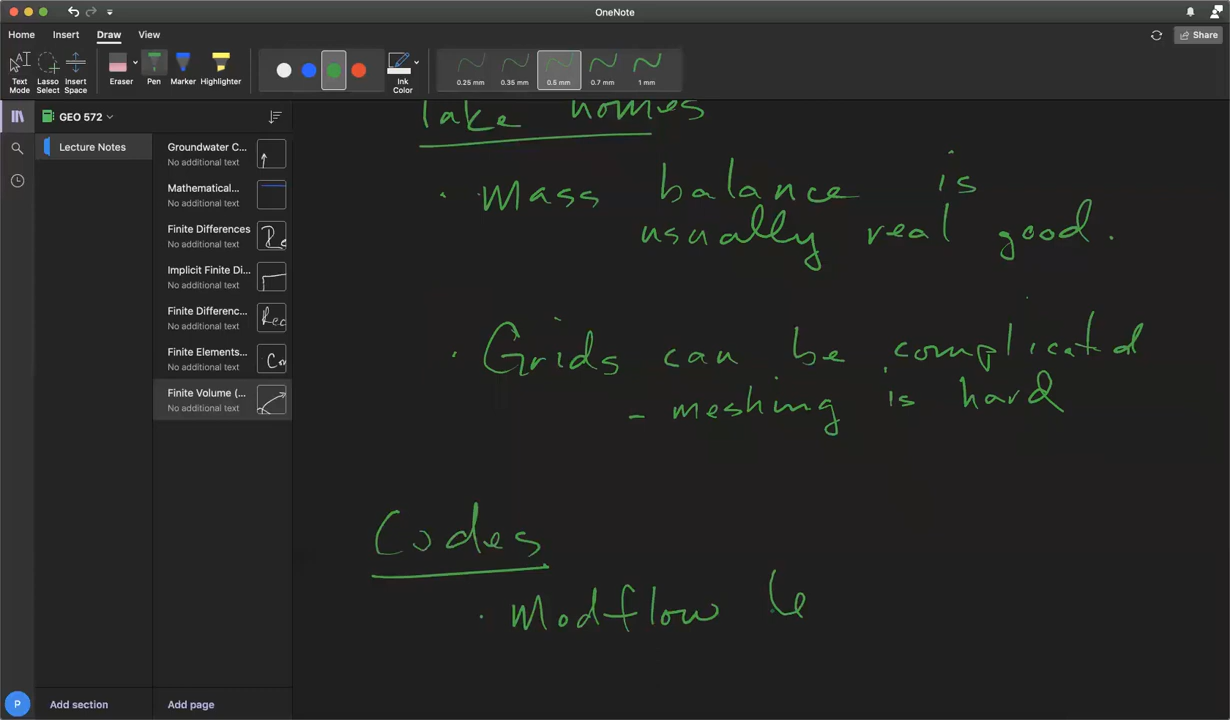 OneNote
Home Insert Draw View
Share
Text Mode
Lasso Select
Insert Space
Eraser
Pen
Marker
Highlighter
Ink Color
0.25 mm
0.35 mm
0.5 mm
0.7 mm
1 mm
GEO 572
Lecture Notes
Groundwater C...
No additional text
Mathematical...
No additional text
Finite Differences
No additional text
Implicit Finite Di...
No additional text
Finite Differenc...
No additional text
Finite Elements...
No additional text
Finite Volume (...
No additional text
Take homes
· Mass balance is
usually real good.
· Grids can be complicated
- meshing is hard
Codes
· Modflow 6
P
Add section
Add page